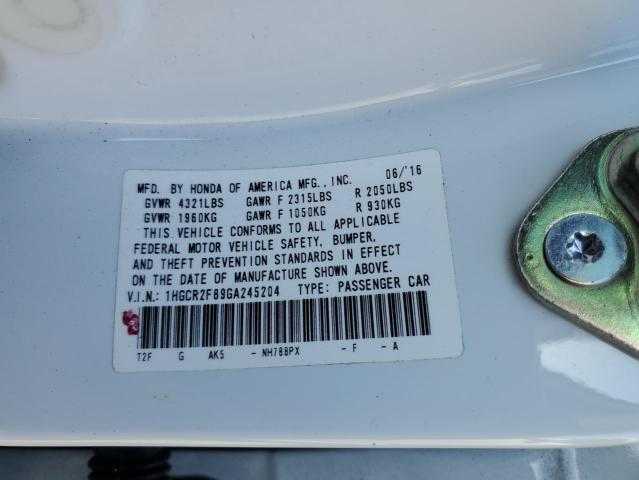 MFD. BY HONDA OF AMERICA MFG., INC. 06/'16
GVWR 4321LBS GAWR F 2315LBS R 2050LBS
GVWR 1960KG GAWR F 1050KG R 930KG
THIS VEHICLE CONFORMS TO ALL APPLICABLE
FEDERAL MOTOR VEHICLE SAFETY, BUMPER,
AND THEFT PREVENTION STANDARDS IN EFFECT
ON THE DATE OF MANUFACTURE SHOWN ABOVE.
V.I.N.: 1HGCR2F89GA245204 TYPE: PASSENGER CAR
T2F G AK5 - NH788PX - F - A